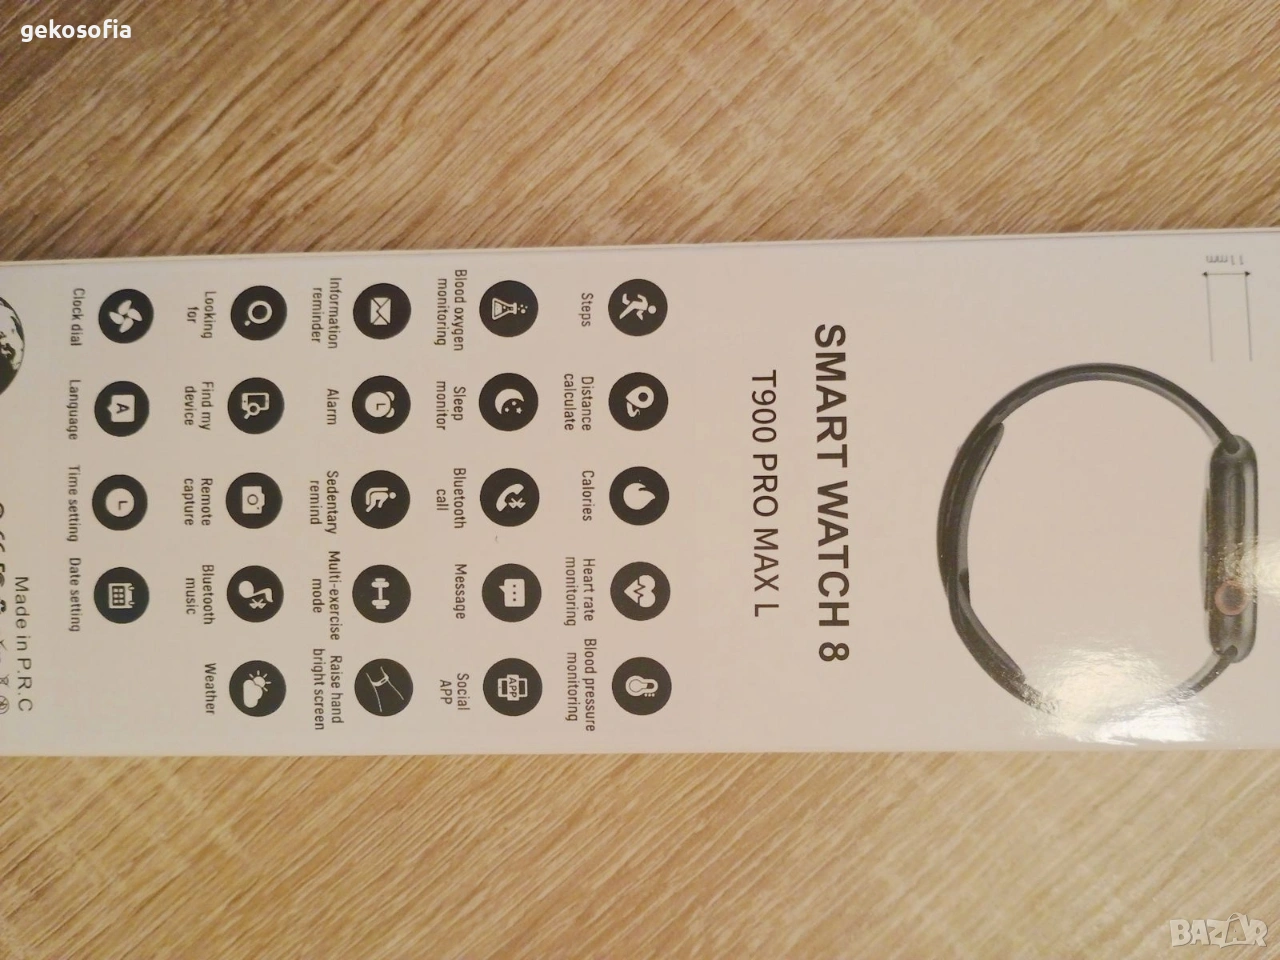 gekosofia
11mm
SMART WATCH 8
T900 PRO MAX L
Steps
Distance
calculate
Calories
Heart rate
monitoring
Blood pressure
monitoring
Blood oxygen
monitoring
Sleep
monitor
Bluetooth
call
Message
Social
APP
APP
Information
reminder
Alarm
Sedentary
remind
Multi-exercise
mode
Raise hand
bright screen
Looking
for
Find my
device
Remote
capture
Bluetooth
music
Weather
Clock dial
A
Language
Time setting
Date setting
Made in P.R.C
BAZAR